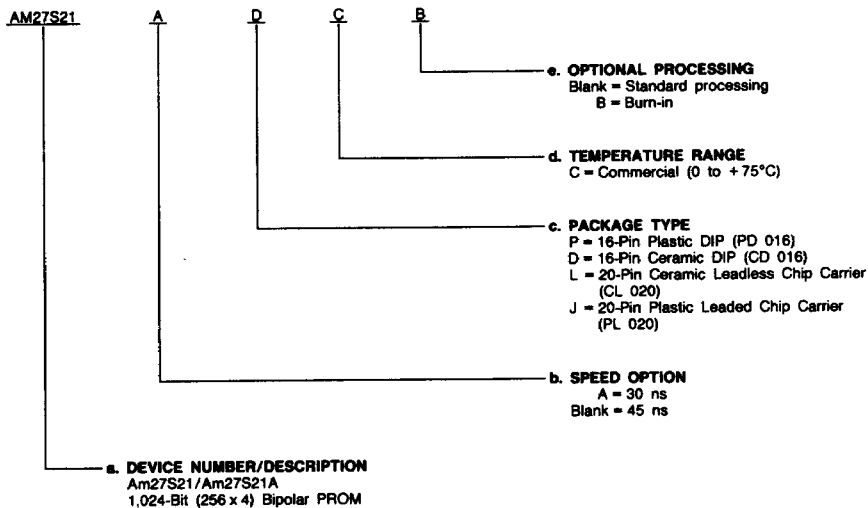 AM27S21 A D C B
e. OPTIONAL PROCESSING
Blank = Standard processing
B = Burn-in
d. TEMPERATURE RANGE
C = Commercial (0 to +75°C)
c. PACKAGE TYPE
P = 16-Pin Plastic DIP (PD 016)
D = 16-Pin Ceramic DIP (CD 016)
L = 20-Pin Ceramic Leadless Chip Carrier
(CL 020)
J = 20-Pin Plastic Leaded Chip Carrier
(PL 020)
b. SPEED OPTION
A = 30 ns
Blank = 45 ns
a. DEVICE NUMBER/DESCRIPTION
Am27S21/Am27S21A
1,024-Bit (256 x 4) Bipolar PROM